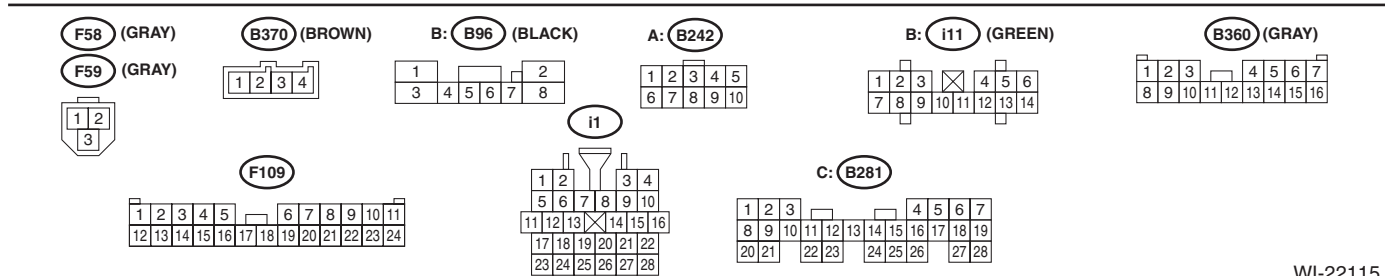 F58 (GRAY)
F59 (GRAY)
1 2
3
B370 (BROWN)
1 2 3 4
B: B96 (BLACK)
1 2
3 4 5 6 7 8
A: B242
1 2 3 4 5
6 7 8 9 10
B: i11 (GREEN)
1 2 3 4 5 6
7 8 9 10 11 12 13 14
B360 (GRAY)
1 2 3 4 5 6 7
8 9 10 11 12 13 14 15 16
F109
1 2 3 4 5 6 7 8 9 10 11
12 13 14 15 16 17 18 19 20 21 22 23 24
i1
1 2 3 4
5 6 7 8 9 10
11 12 13 14 15 16
17 18 19 20 21 22
23 24 25 26 27 28
C: B281
1 2 3 4 5 6 7
8 9 10 11 12 13 14 15 16 17 18 19
20 21 22 23 24 25 26 27 28
WI-22115